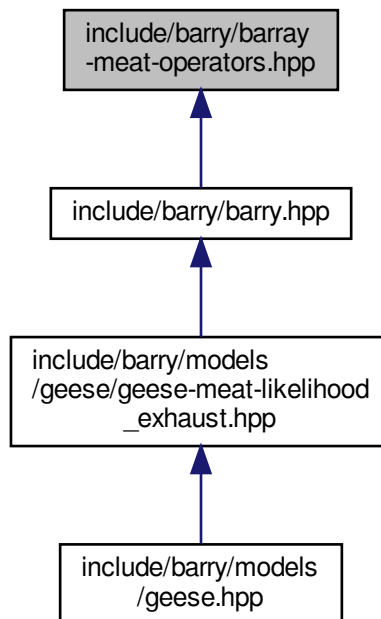 include/barry/barray
-meat-operators.hpp
include/barry/barry.hpp
include/barry/models
/geese/geese-meat-likelihood
_exhaust.hpp
include/barry/models
/geese.hpp